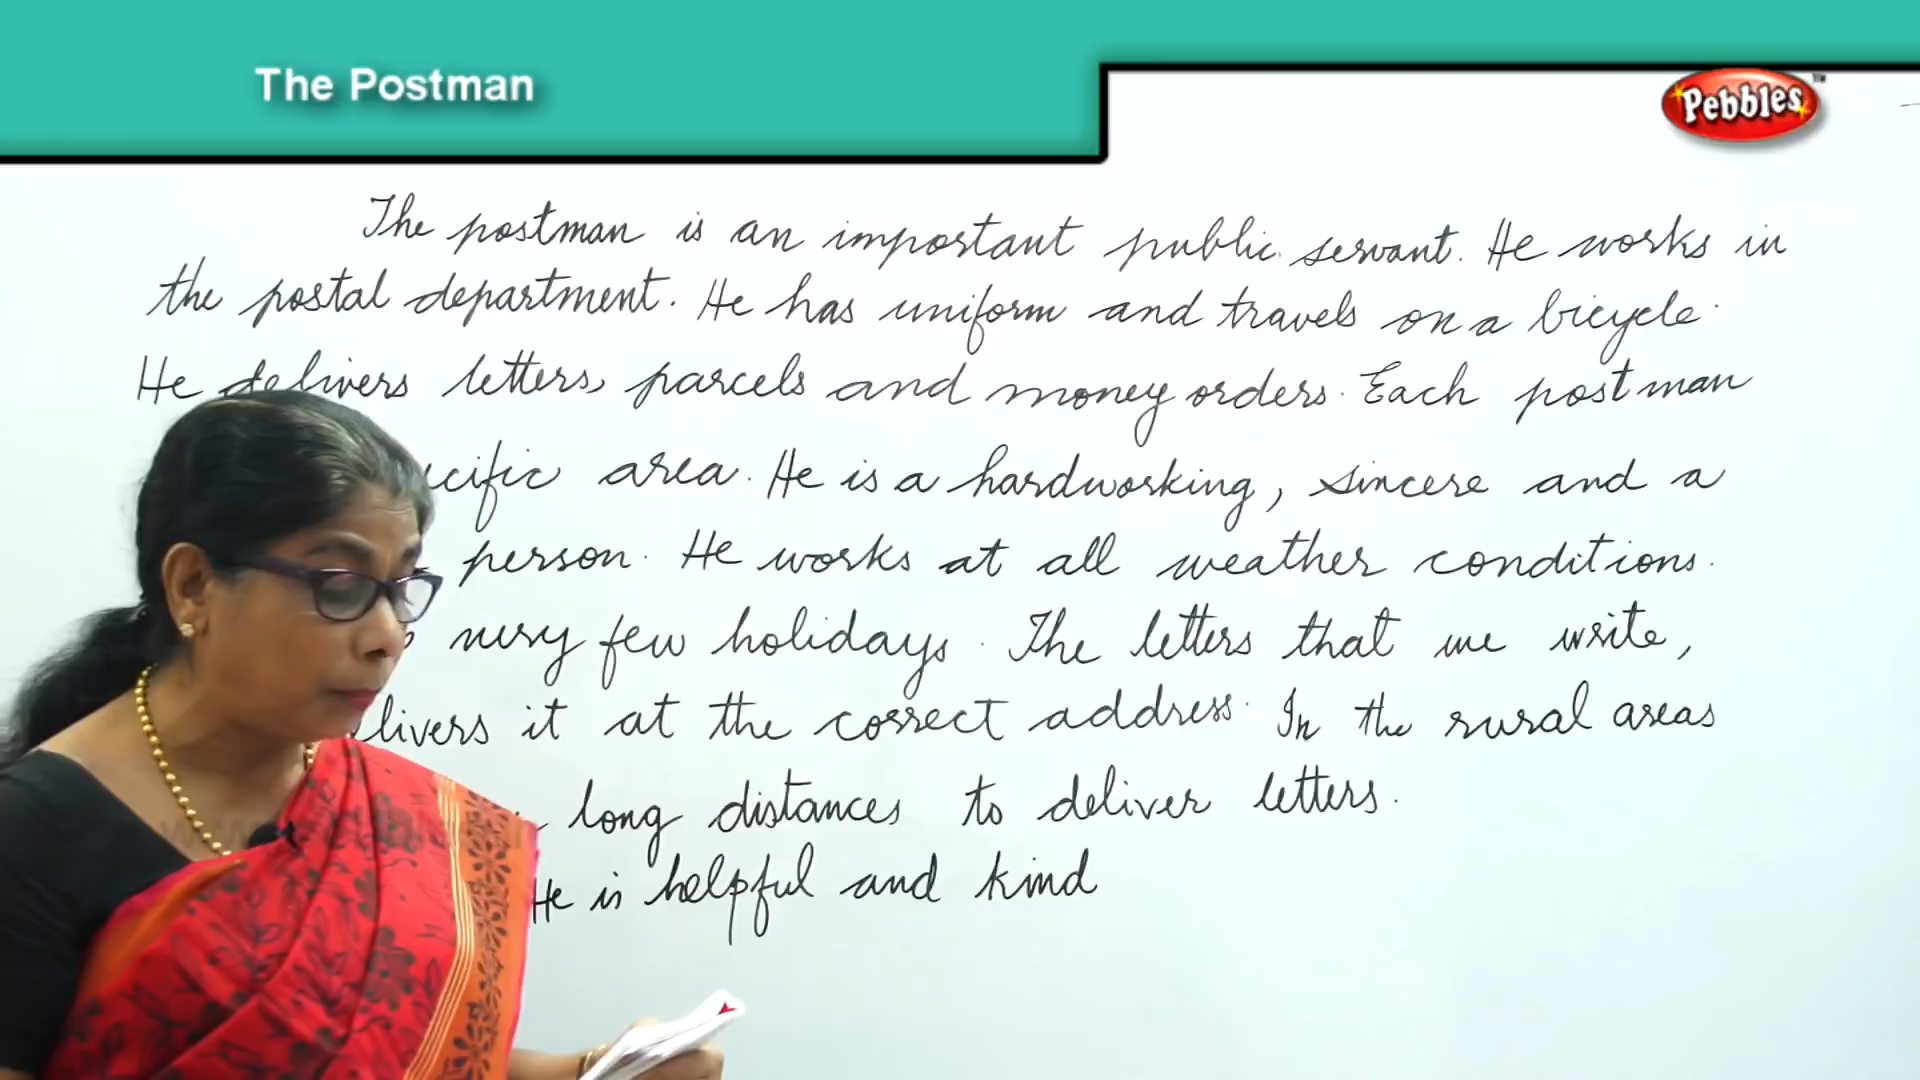 The Postman
Pebbles
TM
The postman is an important public servant. He works in
the postal department. He has uniform and travels on a bicycle.
He delivers letters, parcels and money orders. Each postman
cific area. He is a hardworking, sincere and a
person. He works at all weather conditions.
very few holidays. The letters that we write,
livers it at the correct address. In the rural areas
long distances to deliver letters.
He is helpful and kind